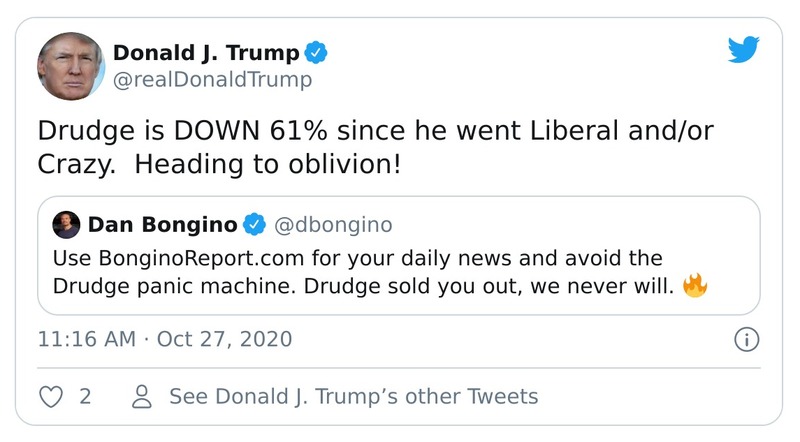 Donald J. Trump
@realDonaldTrump
Drudge is DOWN 61% since he went Liberal and/or
Crazy.  Heading to oblivion!
Dan Bongino @dbongino
Use BonginoReport.com for your daily news and avoid the
Drudge panic machine. Drudge sold you out, we never will. 🔥
11:16 AM · Oct 27, 2020
2 See Donald J. Trump’s other Tweets